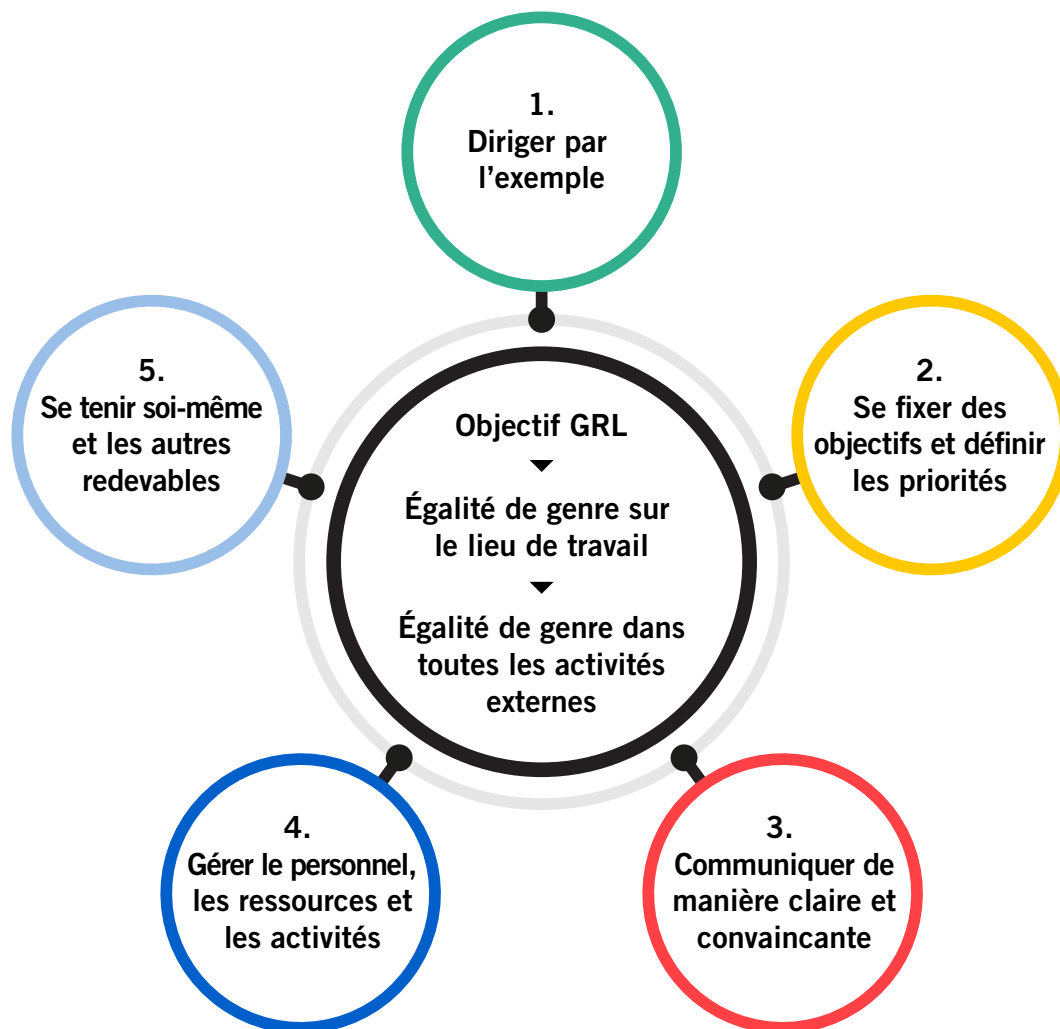 1.
Diriger par
l’exemple
2.
Se fixer des
objectifs et définir
les priorités
3.
Communiquer de
manière claire et
convaincante
4.
Gérer le personnel,
les ressources et
les activités
5.
Se tenir soi-même
et les autres
redevables
Objectif GRL
Égalité de genre sur
le lieu de travail
Égalité de genre dans
toutes les activités
externes